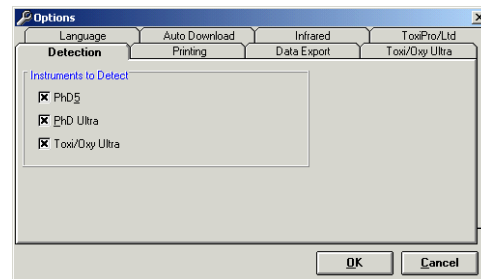 Options
Language Auto Download Infrared ToxiPro/Ltd
Detection Printing Data Export Toxi/Oxy Ultra
Instruments to Detect
PhD5
PhD Ultra
Toxi/Oxy Ultra
OK Cancel